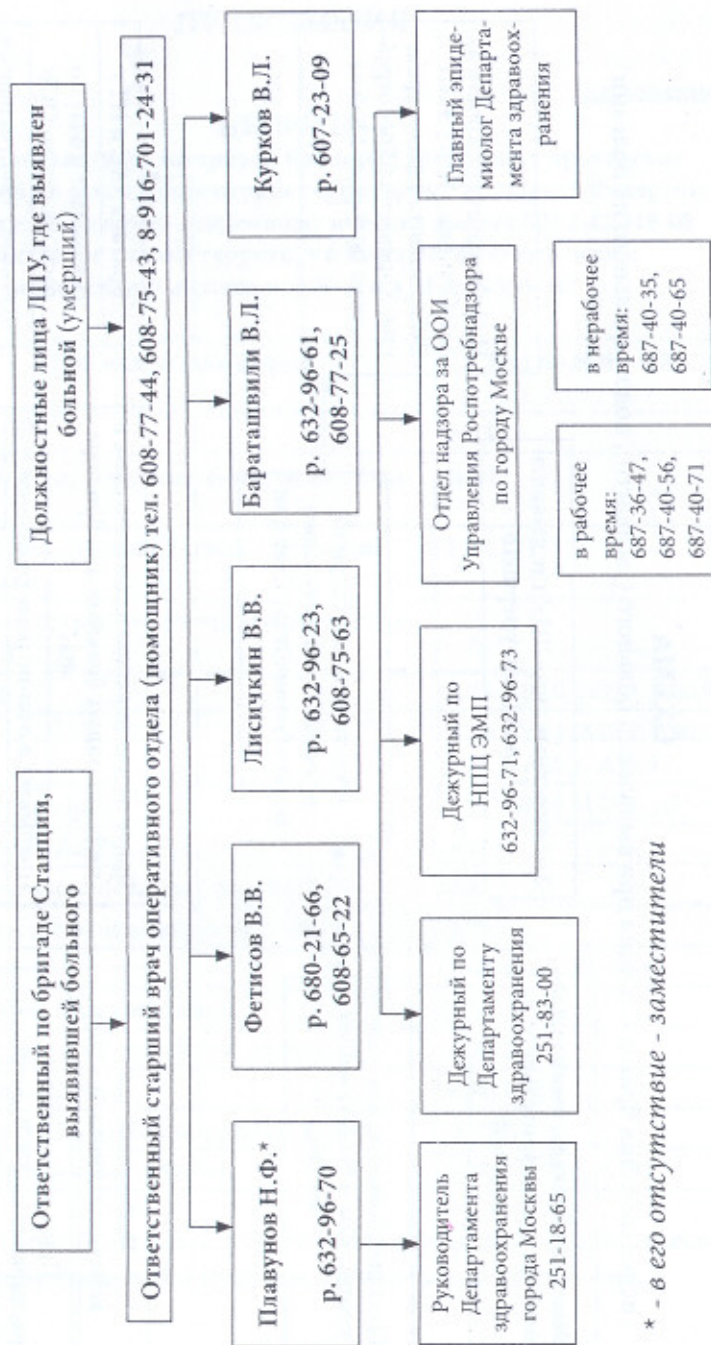 Ответственный по бригаде Станции,
выявившей больного
Должностные лица ЛПУ, где выявлен
больной (умерший)
Ответственный старший врач оперативного отдела (помощник) тел. 608-77-44, 608-75-43, 8-916-701-24-31
Плавунов Н.Ф.*
р. 632-96-70
Фетисов В.В.
р. 680-21-66,
608-65-22
Лисичкин В.В.
р. 632-96-23,
608-75-63
Бараташвили В.Л.
р. 632-96-61,
608-77-25
Курков В.Л.
р. 607-23-09
Руководитель
Департамента
здравоохранения
города Москвы
251-18-65
Дежурный по
Департаменту
здравоохранения
251-83-00
Дежурный по
НПЦ ЭМП
632-96-71, 632-96-73
Отдел надзора за ООИ
Управления Роспотребнадзора
по городу Москве
Главный эпиде-
миолог Департа-
мента здравоох-
ранения
в рабочее
время:
687-36-47,
687-40-56,
687-40-71
в нерабочее
время:
687-40-35,
687-40-65
* - в его отсутствие - заместители